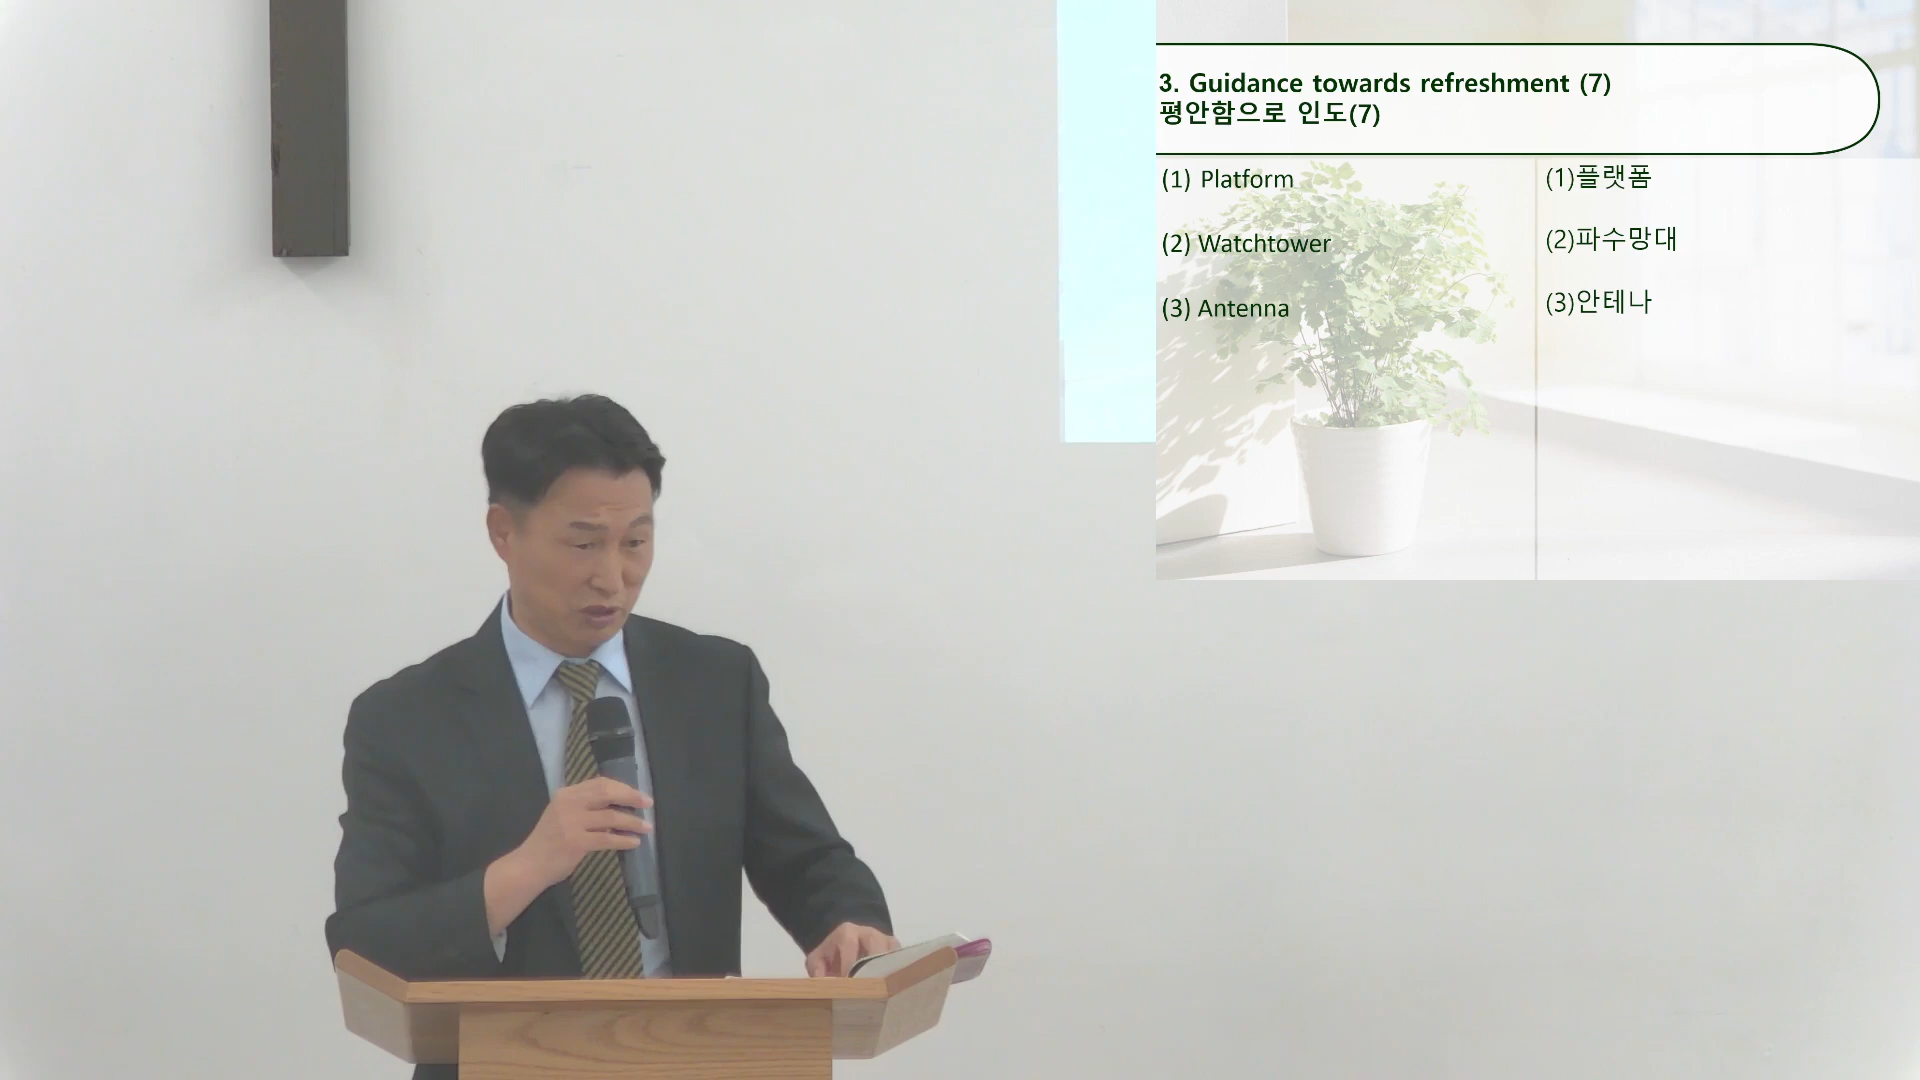 3. Guidance towards refreshment (7)
평안함으로 인도(7)
(1) Platform
(2) Watchtower
(3) Antenna
(1)플랫폼
(2)파수망대
(3)안테나